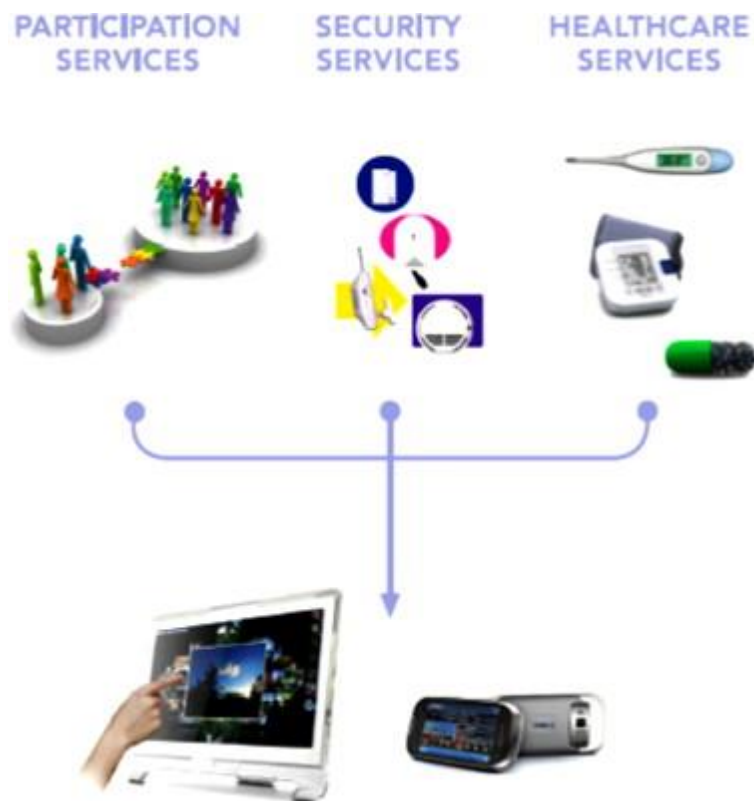 PARTICIPATION
SERVICES
SECURITY
SERVICES
HEALTHCARE
SERVICES